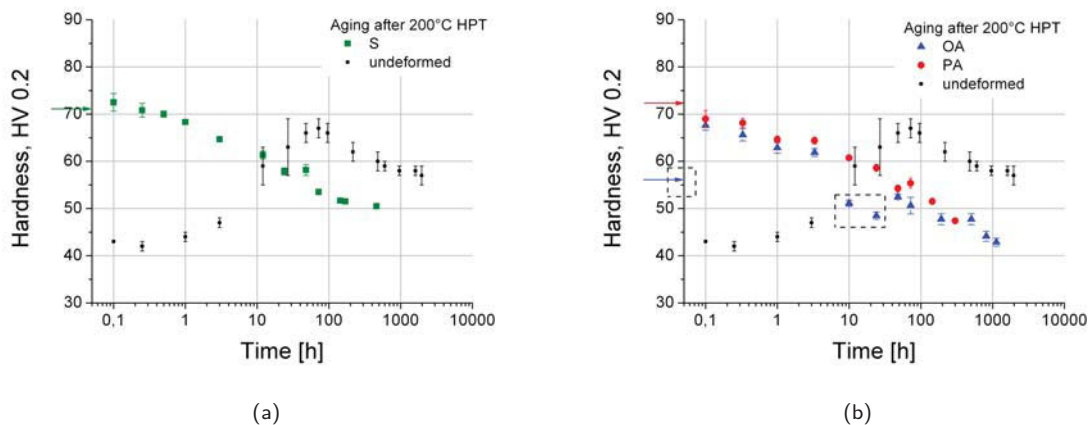 90
80
70
60
50
40
30
Hardness, HV 0.2
Aging after 200°C HPT
S
undeformed
0,1
1
10
100
1000
10000
Time [h]
(a)
90
80
70
60
50
40
30
Hardness, HV 0.2
Aging after 200°C HPT
OA
PA
undeformed
0,1
1
10
100
1000
10000
Time [h]
(b)